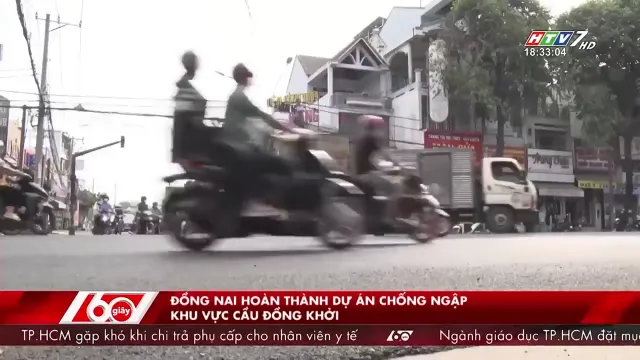 HTV7 HD
18:33:04
60 giây
ĐỒNG NAI HOÀN THÀNH DỰ ÁN CHỐNG NGẬP
KHU VỰC CẦU ĐỒNG KHỞI
TP.HCM gặp khó khi chi trả phụ cấp cho nhân viên y tế 60 Ngành giáo dục TP.HCM đặt mục